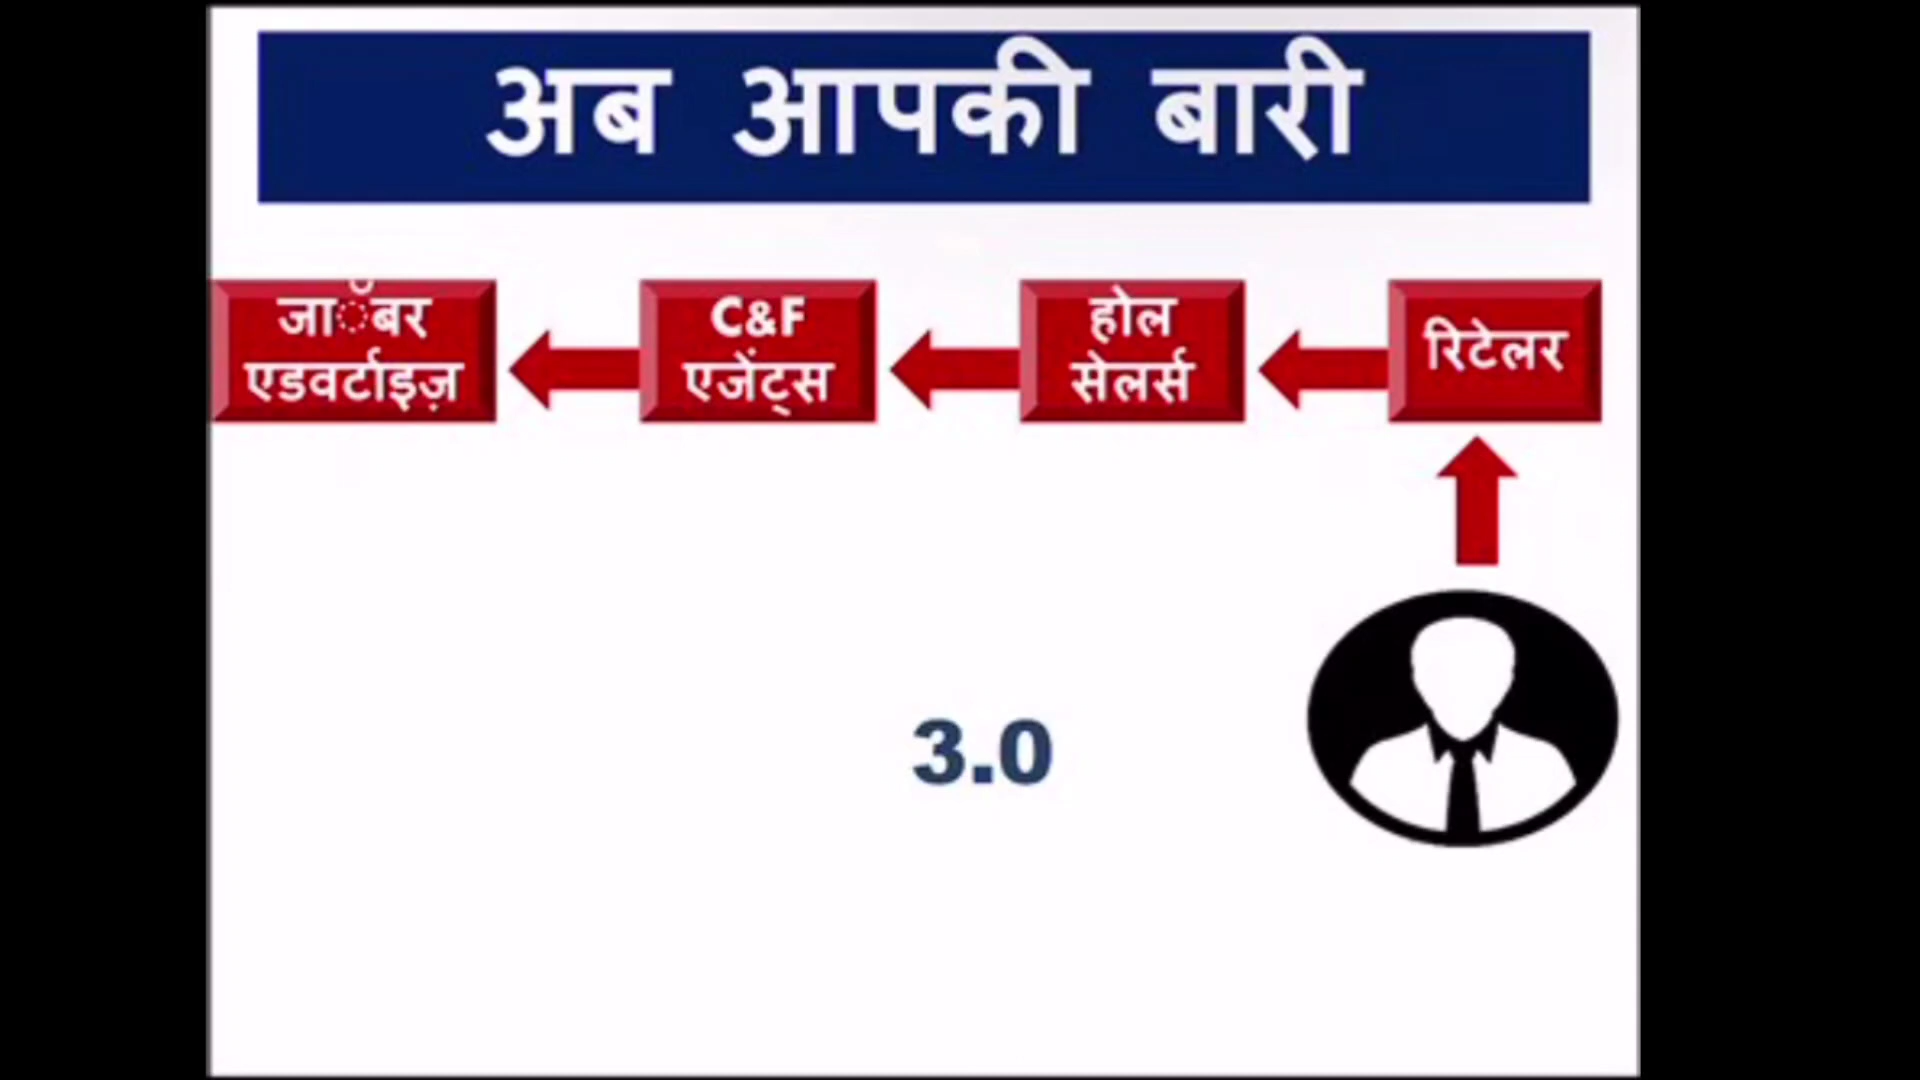 अब आपकी बारी
जाॅंबर
एडवर्टाइज़
C&F
एजेंट्स
होल
सेलर्स
रिटेलर
3.0